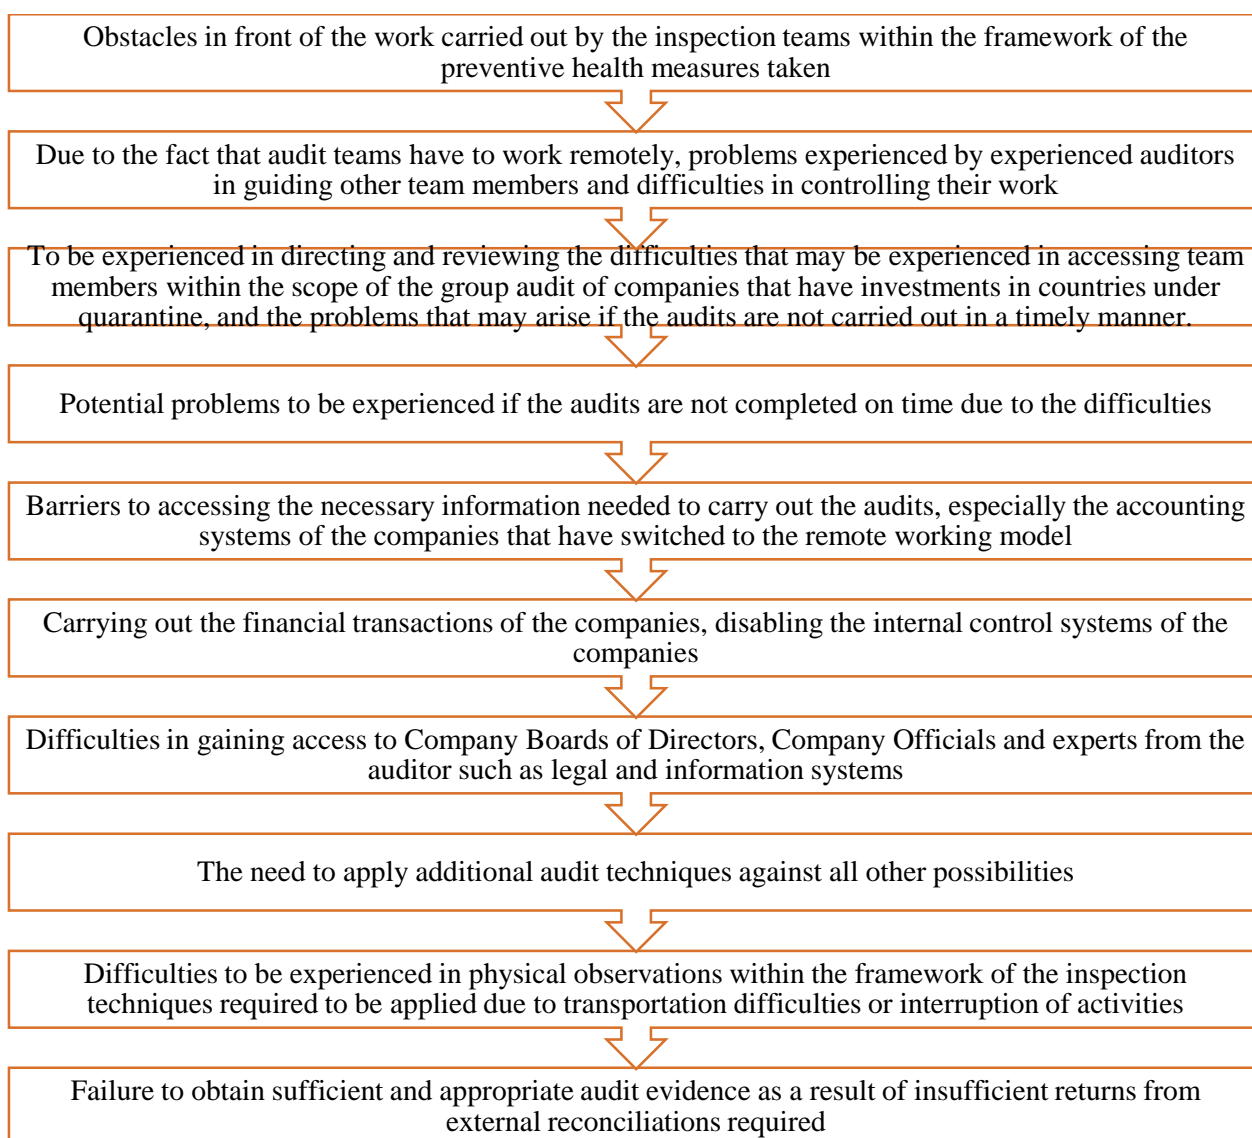 Obstacles in front of the work carried out by the inspection teams within the framework of the
preventive health measures taken
Due to the fact that audit teams have to work remotely, problems experienced by experienced auditors
in guiding other team members and difficulties in controlling their work
To be experienced in directing and reviewing the difficulties that may be experienced in accessing team
members within the scope of the group audit of companies that have investments in countries under
quarantine, and the problems that may arise if the audits are not carried out in a timely manner.
Potential problems to be experienced if the audits are not completed on time due to the difficulties
Barriers to accessing the necessary information needed to carry out the audits, especially the accounting
systems of the companies that have switched to the remote working model
Carrying out the financial transactions of the companies, disabling the internal control systems of the
companies
Difficulties in gaining access to Company Boards of Directors, Company Officials and experts from the
auditor such as legal and information systems
The need to apply additional audit techniques against all other possibilities
Difficulties to be experienced in physical observations within the framework of the inspection
techniques required to be applied due to transportation difficulties or interruption of activities
Failure to obtain sufficient and appropriate audit evidence as a result of insufficient returns from
external reconciliations required